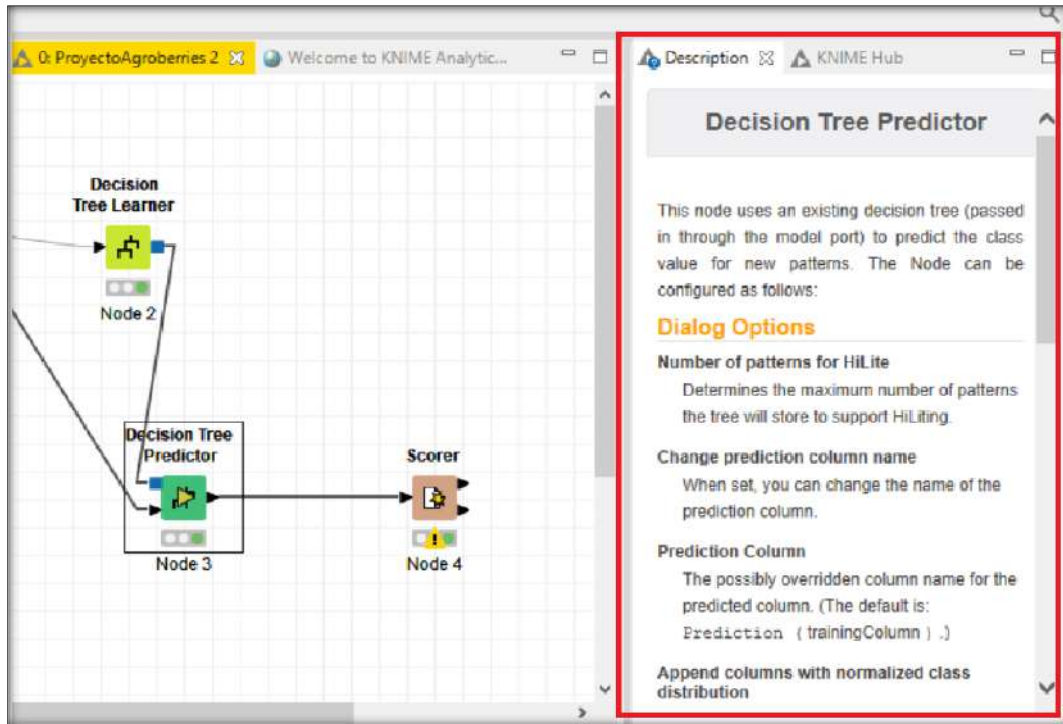 0: ProyectoAgroberries 2
Welcome to KNIME Analytic...
Decision
Tree Learner
Node 2
Decision Tree
Predictor
Node 3
Scorer
Node 4
Description
KNIME Hub
Decision Tree Predictor
This node uses an existing decision tree (passed
in through the model port) to predict the class
value for new patterns. The Node can be
configured as follows:
Dialog Options
Number of patterns for HiLite
Determines the maximum number of patterns
the tree will store to support HiLiting.
Change prediction column name
When set, you can change the name of the
prediction column.
Prediction Column
The possibly overridden column name for the
predicted column. (The default is:
Prediction ( trainingColumn ) .)
Append columns with normalized class
distribution